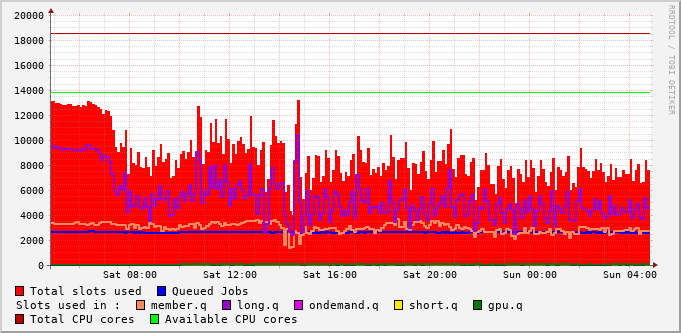 RRDTOOL / TOBI OETIKER
20000
18000
16000
14000
12000
10000
8000
6000
4000
2000
0
Sat 08:00 Sat 12:00 Sat 16:00 Sat 20:00 Sun 00:00 Sun 04:00
Total slots used Queued Jobs
Slots used in : member.q long.q ondemand.q short.q gpu.q
Total CPU cores Available CPU cores